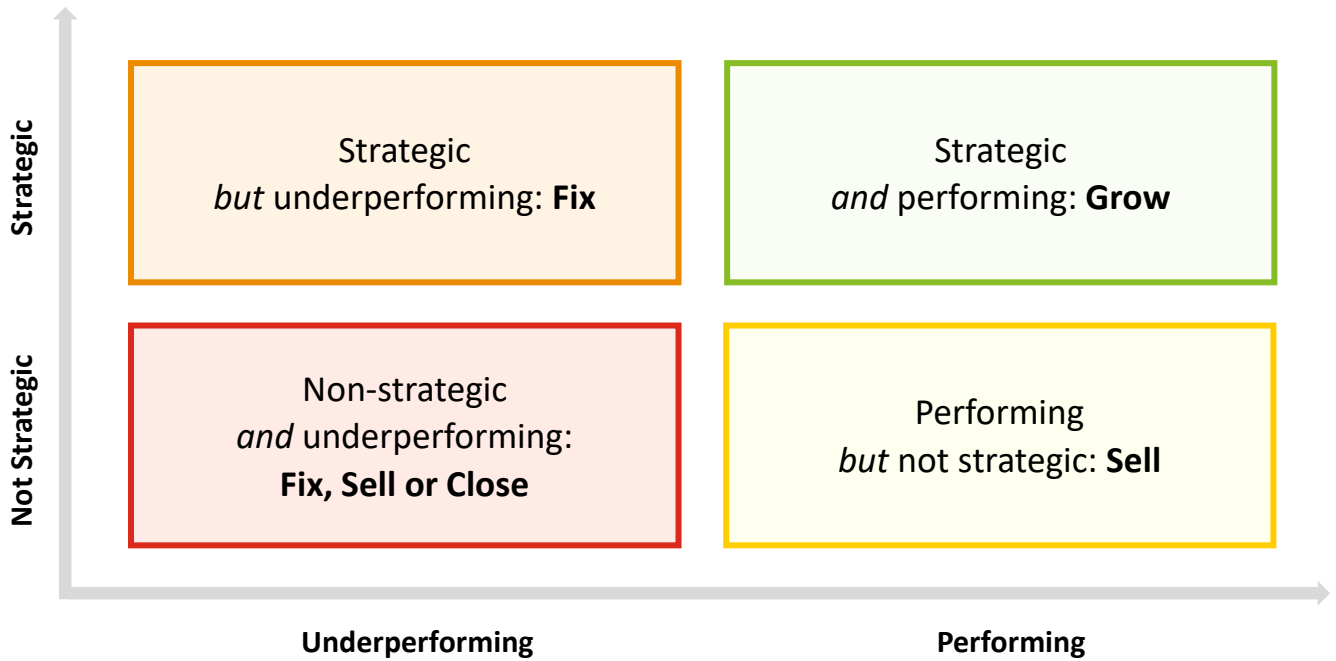 Strategic
Strategic
but underperforming: Fix
Strategic
and performing: Grow
Not Strategic
Non-strategic
and underperforming:
Fix, Sell or Close
Performing
but not strategic: Sell
Underperforming
Performing